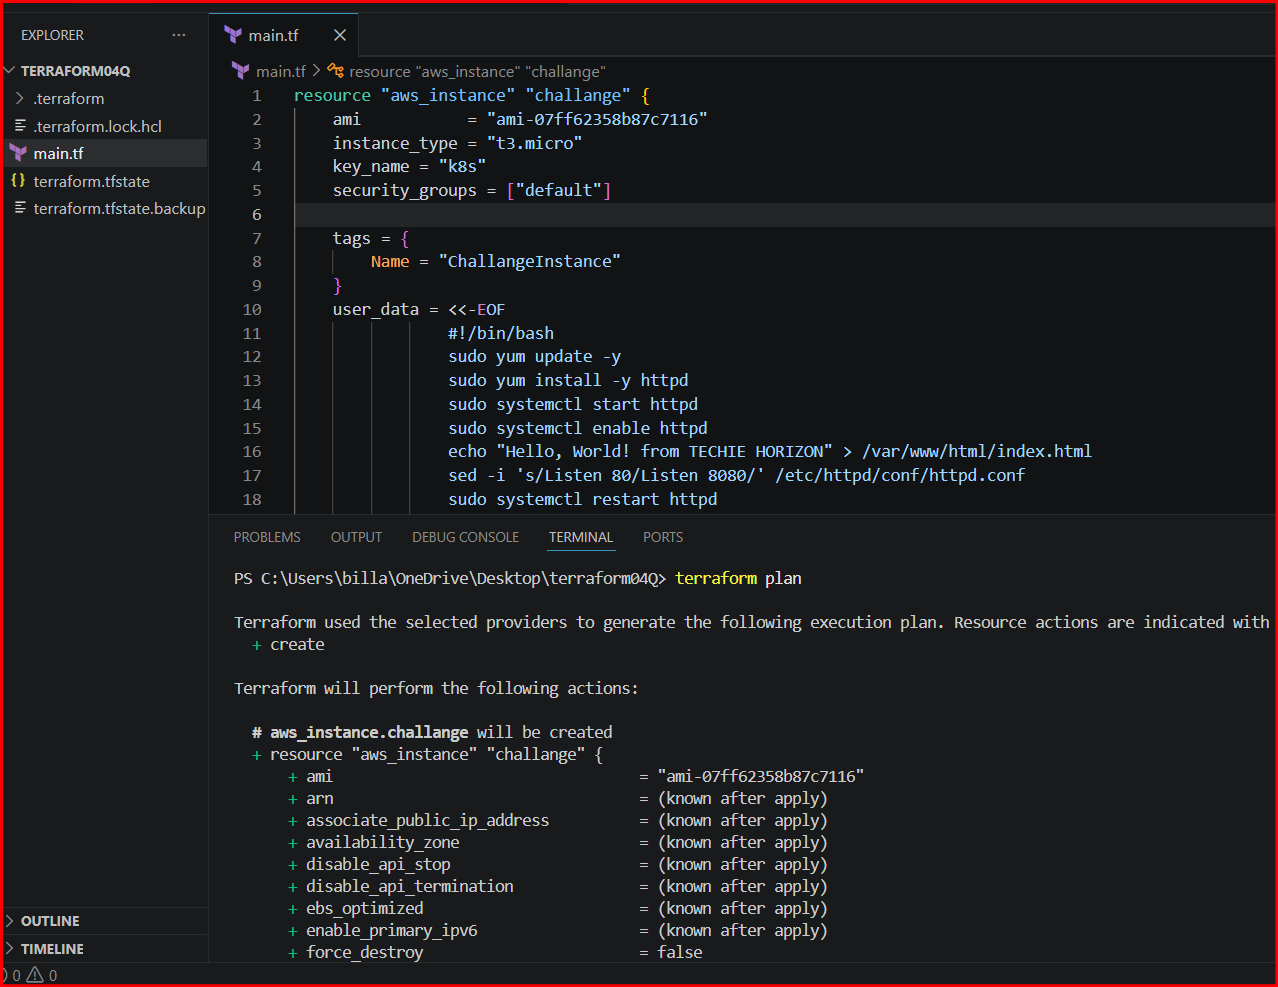 EXPLORER
...
TERRAFORM04Q
.terraform
.terraform.lock.hcl
main.tf
terraform.tfstate
terraform.tfstate.backup
OUTLINE
TIMELINE
0 0
main.tf
main.tf > resource "aws_instance" "challange"
1 resource "aws_instance" "challange" {
2 ami = "ami-07ff62358b87c7116"
3 instance_type = "t3.micro"
4 key_name = "k8s"
5 security_groups = ["default"]
6
7 tags = {
8 Name = "ChallangeInstance"
9 }
10 user_data = <<-EOF
11 #!/bin/bash
12 sudo yum update -y
13 sudo yum install -y httpd
14 sudo systemctl start httpd
15 sudo systemctl enable httpd
16 echo "Hello, World! from TECHIE HORIZON" > /var/www/html/index.html
17 sed -i 's/Listen 80/Listen 8080/' /etc/httpd/conf/httpd.conf
18 sudo systemctl restart httpd
PROBLEMS OUTPUT DEBUG CONSOLE TERMINAL PORTS
PS C:\Users\billa\OneDrive\Desktop\terraform04Q> terraform plan
Terraform used the selected providers to generate the following execution plan. Resource actions are indicated with
+ create
Terraform will perform the following actions:
# aws_instance.challange will be created
+ resource "aws_instance" "challange" {
+ ami = "ami-07ff62358b87c7116"
+ arn = (known after apply)
+ associate_public_ip_address = (known after apply)
+ availability_zone = (known after apply)
+ disable_api_stop = (known after apply)
+ disable_api_termination = (known after apply)
+ ebs_optimized = (known after apply)
+ enable_primary_ipv6 = (known after apply)
+ force_destroy = false